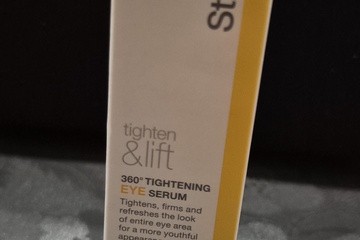 St
tighten
&lift
360° TIGHTENING
EYE SERUM
Tightens, firms and
refreshes the look
of entire eye area
for a more youthful